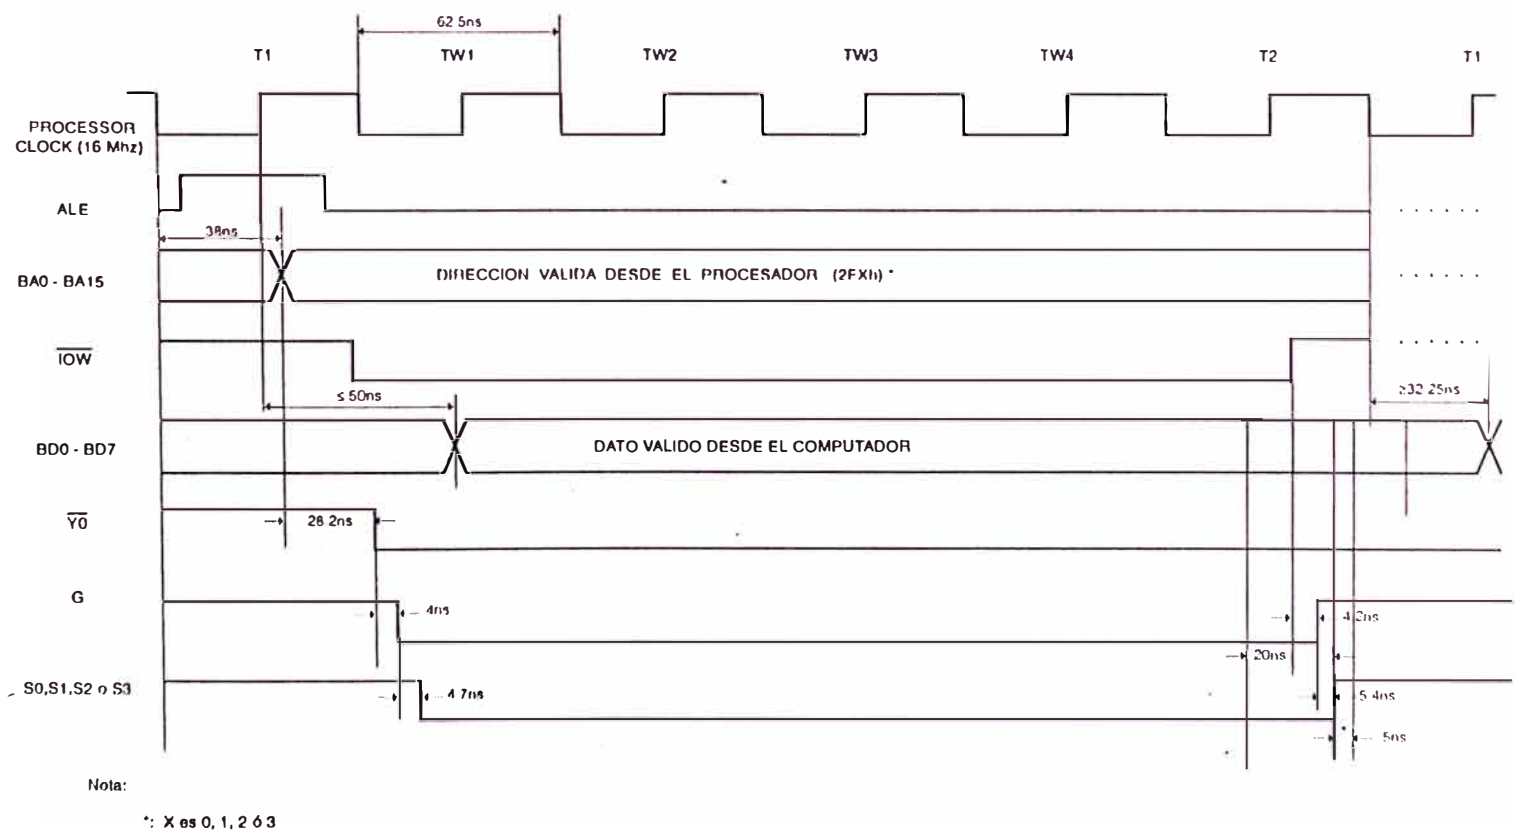 62 5ns
T1 TW1 TW2 TW3 TW4 T2 T1
PROCESSOR
CLOCK (16 Mhz)
ALE
38ns
BA0 - BA15
DIRECCION VALIDA DESDE EL PROCESADOR (2FXh) *
IOW
≤ 50ns
≥32 25ns
BD0 - BD7
DATO VALIDO DESDE EL COMPUTADOR
Y0
28 2ns
G
4ns
4.2ns
20ns
S0,S1,S2 o S3
4 7ns
5 4ns
5ns
Nota:
*: X es 0, 1, 2 ó 3